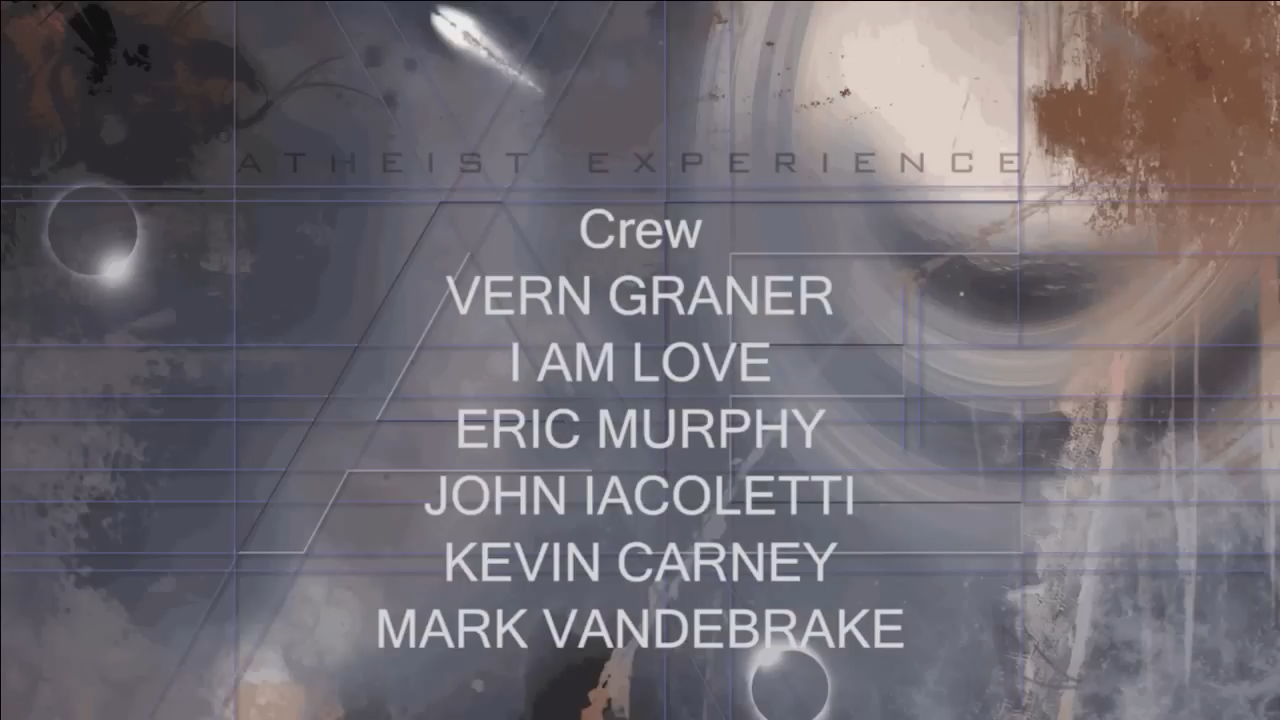 ATHEIST EXPERIENCE
Crew
VERN GRANER
I AM LOVE
ERIC MURPHY
JOHN IACOLETTI
KEVIN CARNEY
MARK VANDEBRAKE